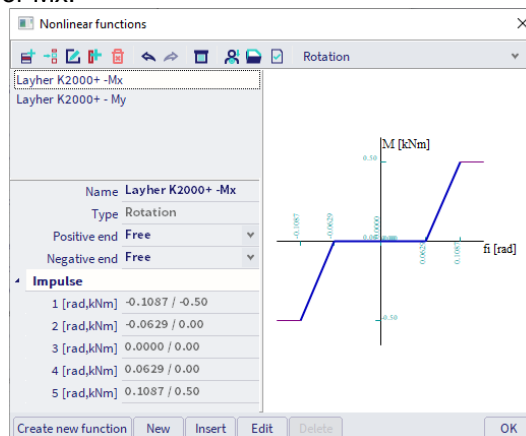 or Mx.
Nonlinear functions
Rotation
Layher K2000+ -Mx
Layher K2000+ - My
Name Layher K2000+ -Mx
Type Rotation
Positive end Free
Negative end Free
Impulse
1 [rad,kNm] -0.1087 / -0.50
2 [rad,kNm] -0.0629 / 0.00
3 [rad,kNm] 0.0000 / 0.00
4 [rad,kNm] 0.0629 / 0.00
5 [rad,kNm] 0.1087 / 0.50
M [kNm]
0.50
-0.1087
-0.0629
0.0000
0.0629
0.1087
fi [rad]
-0.50
Create new function New Insert Edit Delete OK